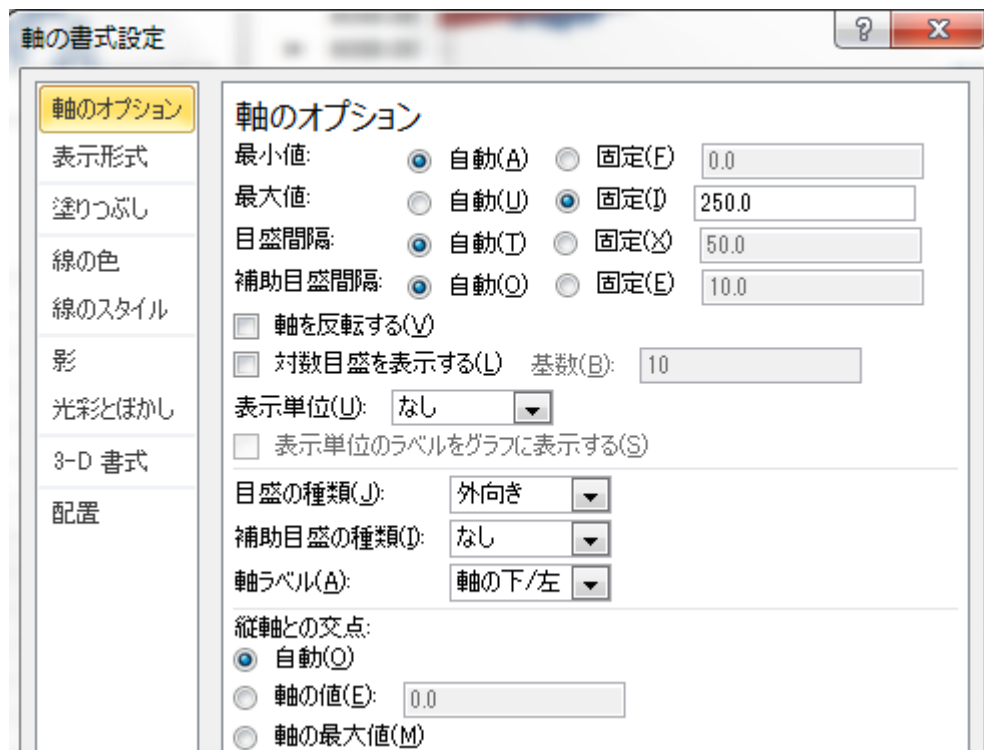 軸の書式設定
軸のオプション
表示形式
塗りつぶし
線の色
線のスタイル
影
光彩とぼかし
3-D 書式
配置
軸のオプション
最小値: 自動(A) 固定(F) 0.0
最大値: 自動(U) 固定(I) 250.0
目盛間隔: 自動(T) 固定(X) 50.0
補助目盛間隔: 自動(O) 固定(E) 10.0
軸を反転する(V)
対数目盛を表示する(L) 基数(B): 10
表示単位(U): なし
表示単位のラベルをグラフに表示する(S)
目盛の種類(J): 外向き
補助目盛の種類(I): なし
軸ラベル(A): 軸の下/左
縦軸との交点:
自動(O)
軸の値(E): 0.0
軸の最大値(M)